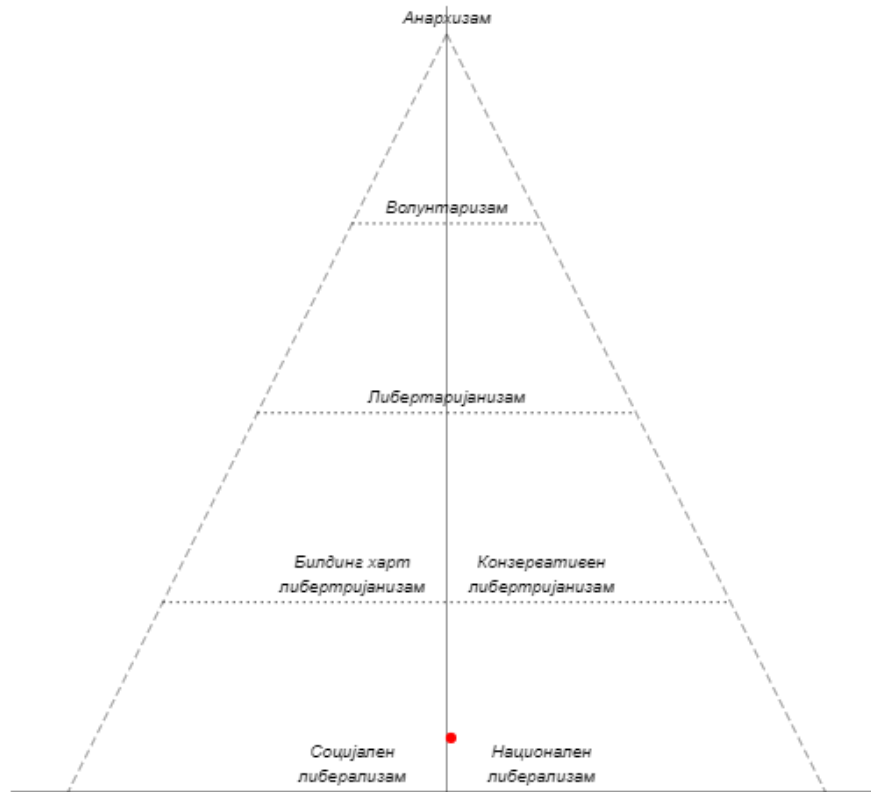 Анархизам
Волунтаризам
Либертаријанизам
Билдинг харт
либертријанизам
Конзервативен
либертријанизам
Социјален
либерализам
Национален
либерализам